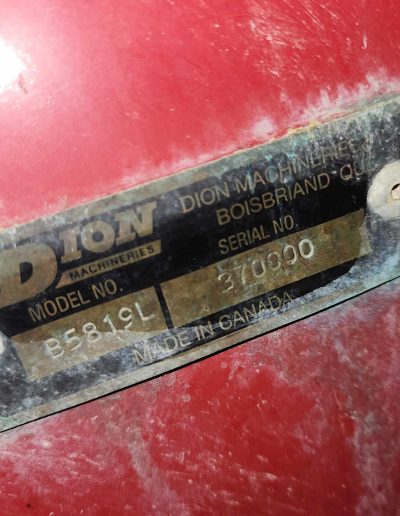 DION
MACHINERIES
DION MACHINERIES
BOISBRIAND QU
MODEL NO.
B5819L
SERIAL NO.
370000
MADE IN CANADA